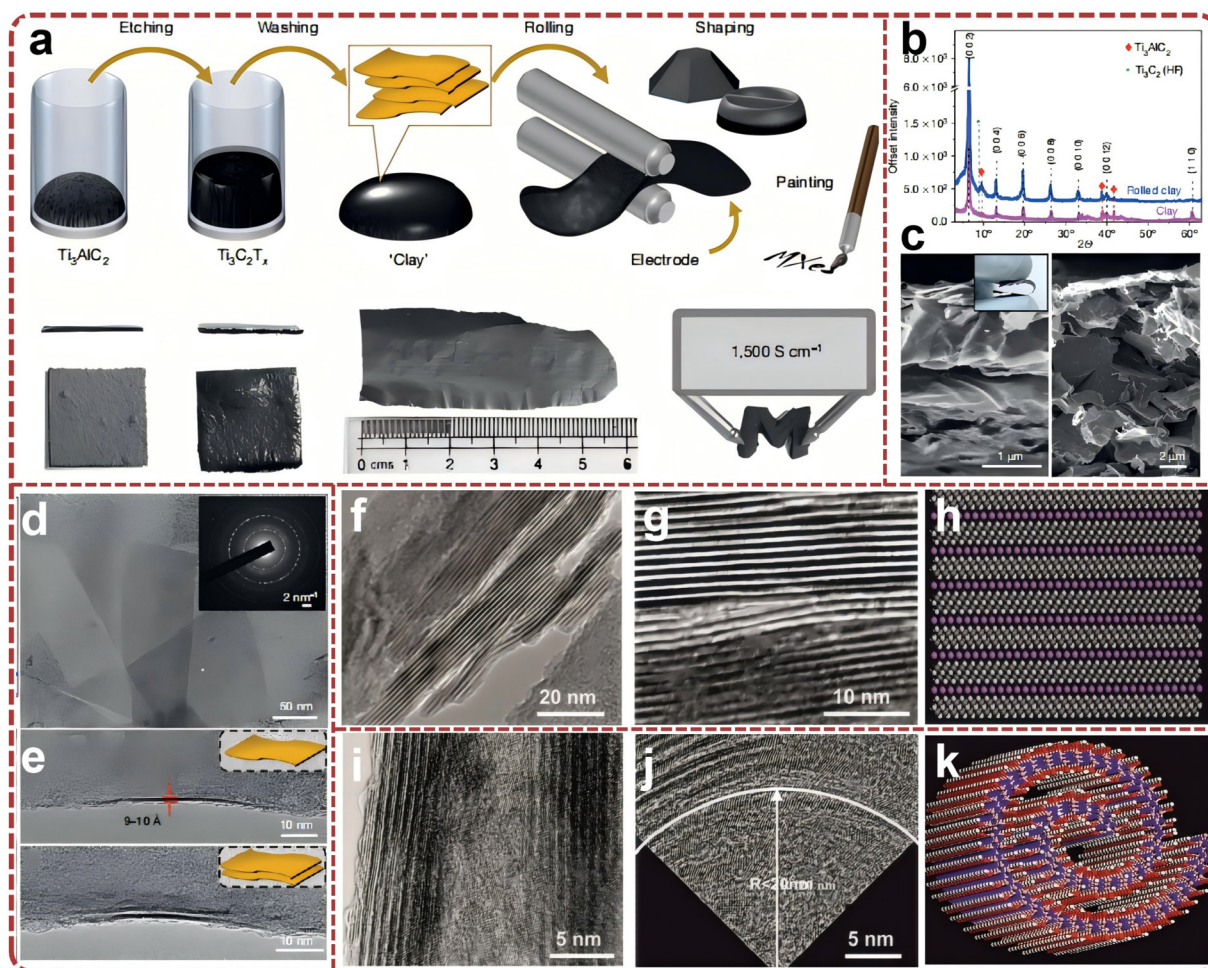 a
Etching
Washing
Rolling
Shaping
Painting
Ti₃AlC₂
Ti₃C₂Tₓ
'Clay'
Electrode
MXene
1,500 S cm⁻¹
0 cms 1 2 3 4 5 6
b
Ti₃AlC₂
Ti₃C₂ (HF)
Offset intensity
8.0 × 10³
6.0 × 10³
1.5 × 10³
1.0 × 10³
5.0 × 10²
0.0
(0 0 2)
(0 0 4)
(0 0 6)
(0 0 8)
(0 0 10)
(0 0 12)
(1 1 0)
Rolled clay
Clay
10° 20° 30° 40° 50° 60°
2Θ
c
1 μm
2 μm
d
2 nm⁻¹
50 nm
e
9–10 Å
10 nm
10 nm
f
20 nm
g
10 nm
h
i
5 nm
j
R<20nm
5 nm
k